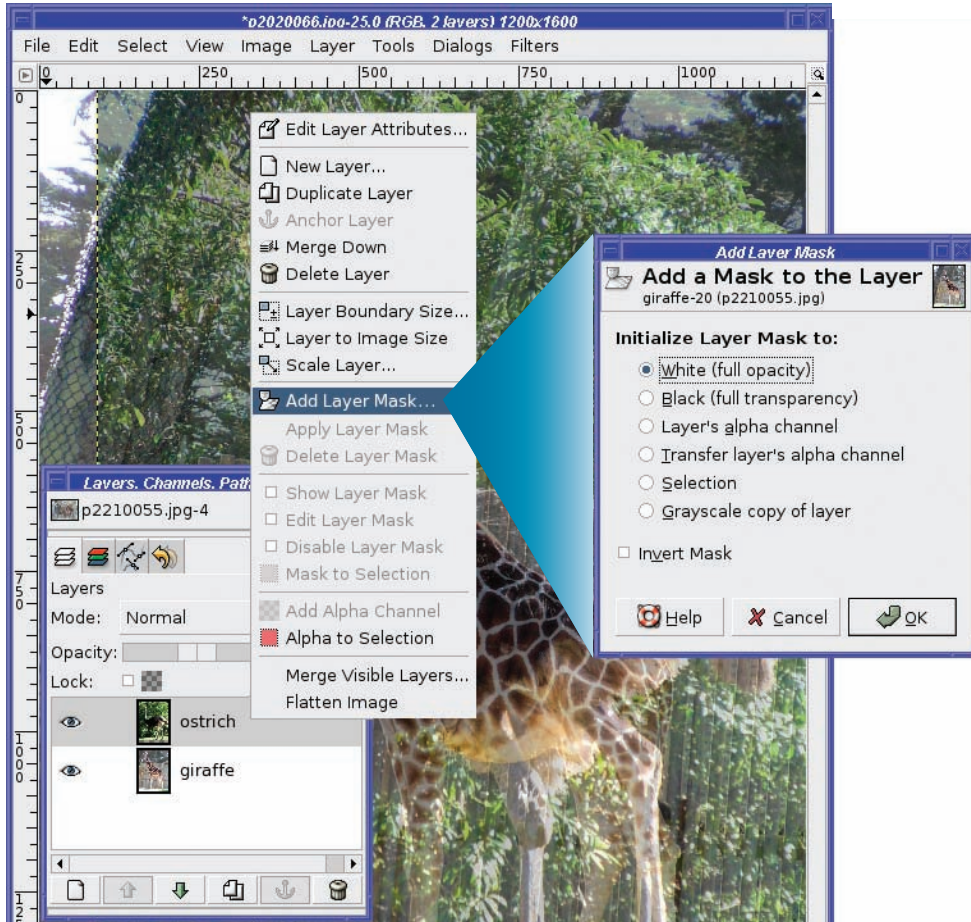 *p2020066.jpg-25.0 (RGB, 2 layers) 1200x1600
File Edit Select View Image Layer Tools Dialogs Filters
0 250 500 750 1000
0
250
500
750
1000
Edit Layer Attributes...
New Layer...
Duplicate Layer
Anchor Layer
Merge Down
Delete Layer
Layer Boundary Size...
Layer to Image Size
Scale Layer...
Add Layer Mask...
Apply Layer Mask
Delete Layer Mask
Show Layer Mask
Edit Layer Mask
Disable Layer Mask
Mask to Selection
Add Alpha Channel
Alpha to Selection
Merge Visible Layers...
Flatten Image
Layers, Channels, Pat
p2210055.jpg-4
Layers
Mode: Normal
Opacity:
Lock:
ostrich
giraffe
Add Layer Mask
Add a Mask to the Layer
giraffe-20 (p2210055.jpg)
Initialize Layer Mask to:
White (full opacity)
Black (full transparency)
Layer's alpha channel
Transfer layer's alpha channel
Selection
Grayscale copy of layer
Invert Mask
Help Cancel OK